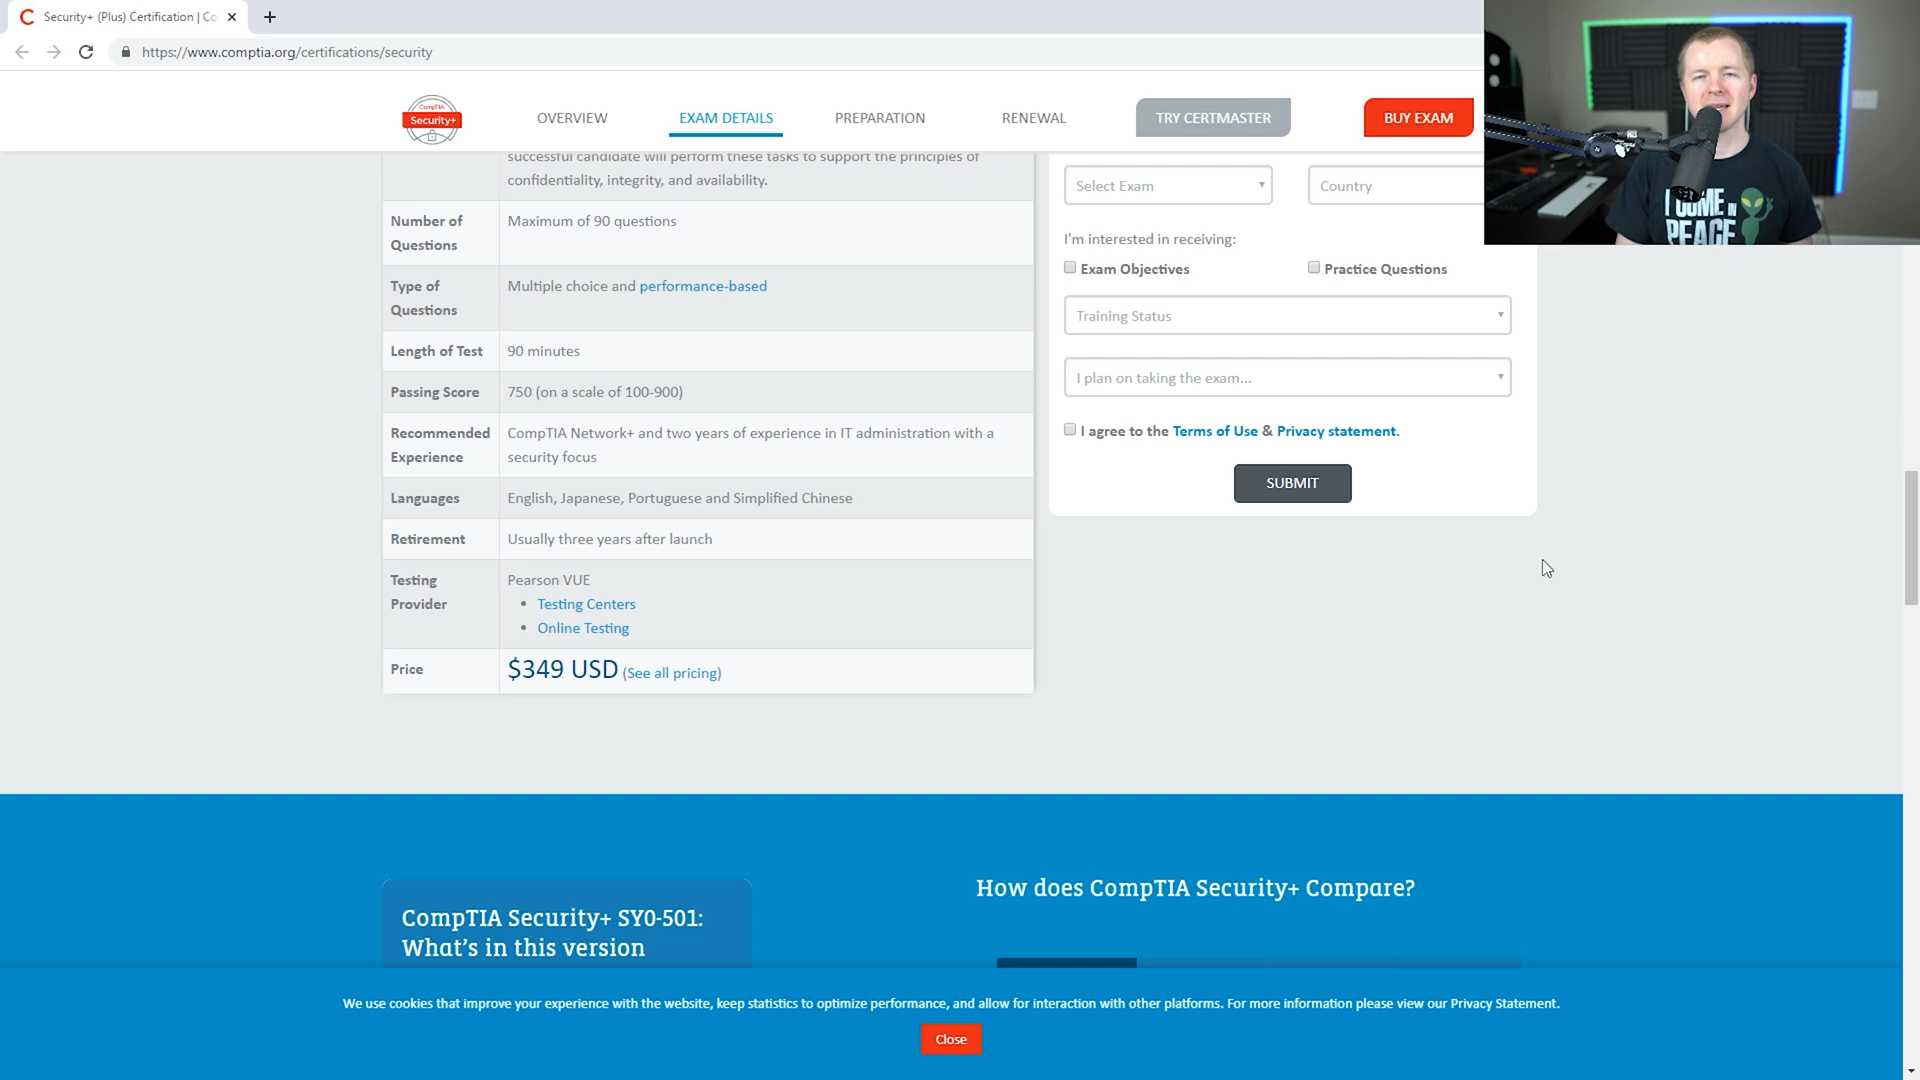 Security+ (Plus) Certification | Co
https://www.comptia.org/certifications/security
CompTIA
Security+
OVERVIEW
EXAM DETAILS
PREPARATION
RENEWAL
TRY CERTMASTER
BUY EXAM
successful candidate will perform these tasks to support the principles of
confidentiality, integrity, and availability.
Number of
Questions
Maximum of 90 questions
Type of
Questions
Multiple choice and performance-based
Length of Test
90 minutes
Passing Score
750 (on a scale of 100-900)
Recommended
Experience
CompTIA Network+ and two years of experience in IT administration with a
security focus
Languages
English, Japanese, Portuguese and Simplified Chinese
Retirement
Usually three years after launch
Testing
Provider
Pearson VUE
• Testing Centers
• Online Testing
Price
$349 USD (See all pricing)
Select Exam
Country
I'm interested in receiving:
Exam Objectives
Practice Questions
Training Status
I plan on taking the exam...
I agree to the Terms of Use & Privacy statement.
SUBMIT
I COME IN
PEACE
CompTIA Security+ SY0-501:
What's in this version
How does CompTIA Security+ Compare?
We use cookies that improve your experience with the website, keep statistics to optimize performance, and allow for interaction with other platforms. For more information please view our Privacy Statement.
Close